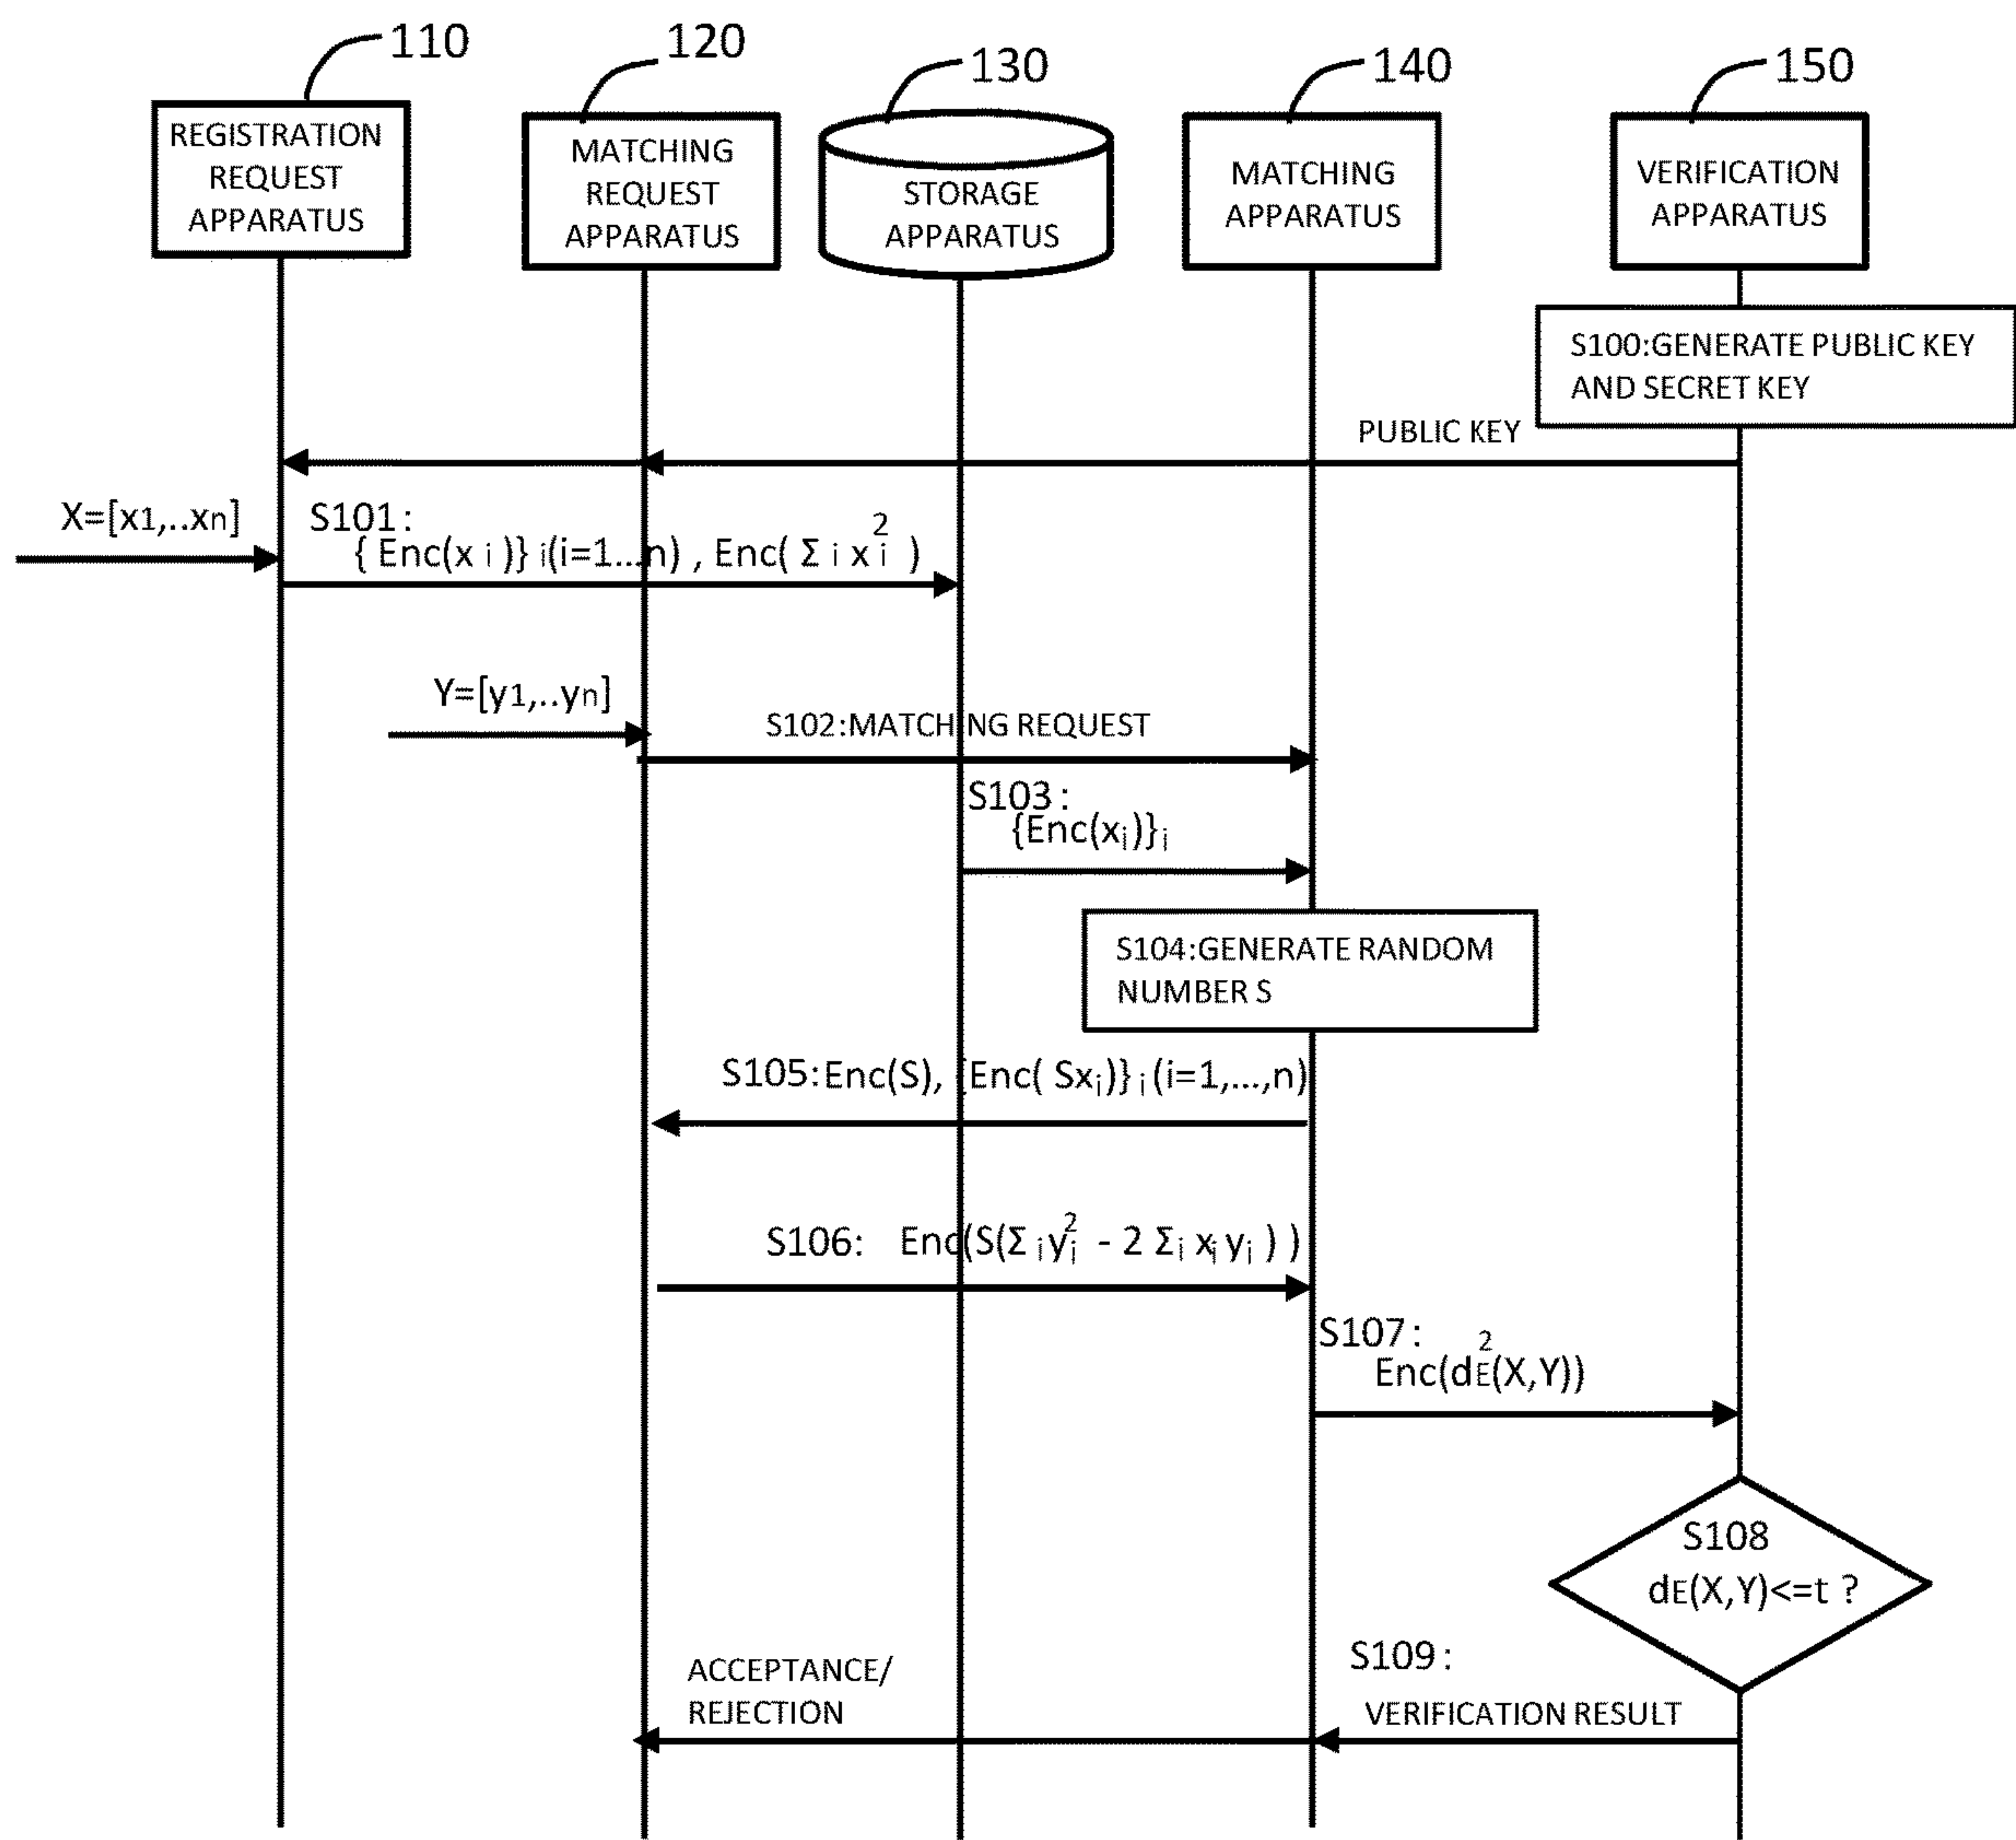 110
120
130
140
150
REGISTRATION
REQUEST
APPARATUS
MATCHING
REQUEST
APPARATUS
STORAGE
APPARATUS
MATCHING
APPARATUS
VERIFICATION
APPARATUS
S100:GENERATE PUBLIC KEY
AND SECRET KEY
PUBLIC KEY
X=[x1,..xn]
S101:
{ Enc(x i )} i(i=1...n) , Enc( Σ i x i 2 )
Y=[y1,..yn]
S102:MATCHING REQUEST
S103:
{Enc(xi)}i
S104:GENERATE RANDOM
NUMBER S
S105:Enc(S), {Enc( Sxi)} i (i=1,...,n)
S106: Enc(S(Σ i yi2 - 2 Σi xi yi ) )
S107:
Enc(dE2(X,Y))
S108
dE(X,Y)<=t ?
S109:
ACCEPTANCE/
REJECTION
VERIFICATION RESULT